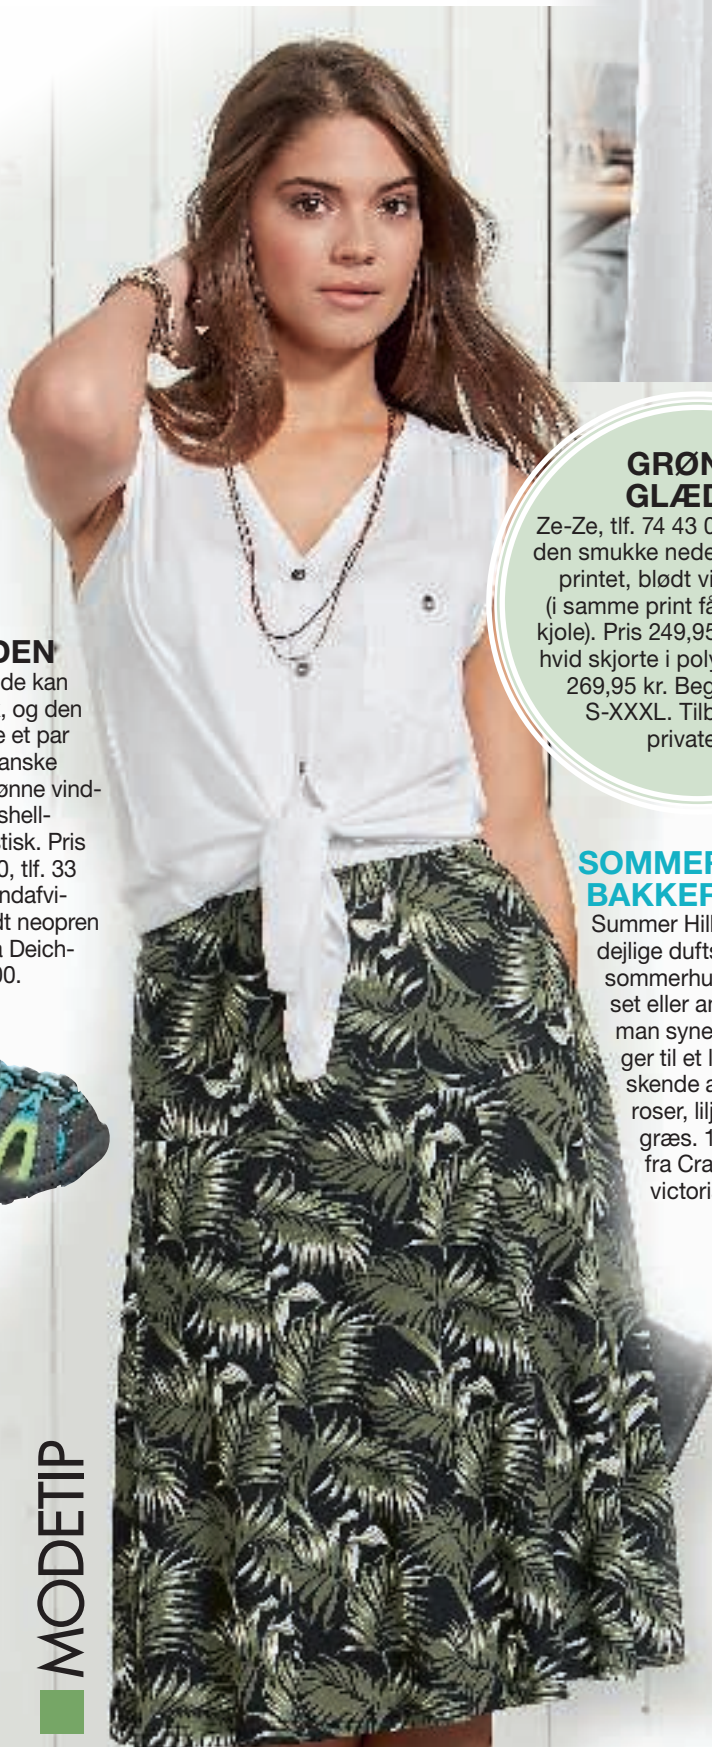 GRØN
GLÆD
Ze-Ze, tlf. 74 43 0
den smukke nede
printet, blødt vi
(i samme print få
kjole). Pris 249,95
hvid skjorte i poly
269,95 kr. Beg
S-XXXL. Tilb
private
DEN
de kan
, og den
e et par
anske
ønne vind-
shell-
tisk. Pris
0, tlf. 33
ndafvi-
dt neopren
a Deich-
00.
SOMMER
BAKKER
Summer Hill
dejlige dufts
sommerhu
set eller an
man syne
ger til et l
skende a
roser, lilj
græs. 1
fra Cra
victori
MODETIP